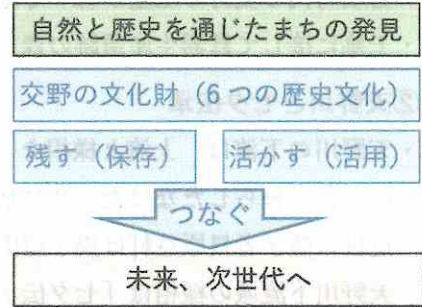 自然と歴史を通じたまちの発見
交野の文化財（6つの歴史文化）
残す（保存）
活かす（活用）
つなぐ
未来、次世代へ